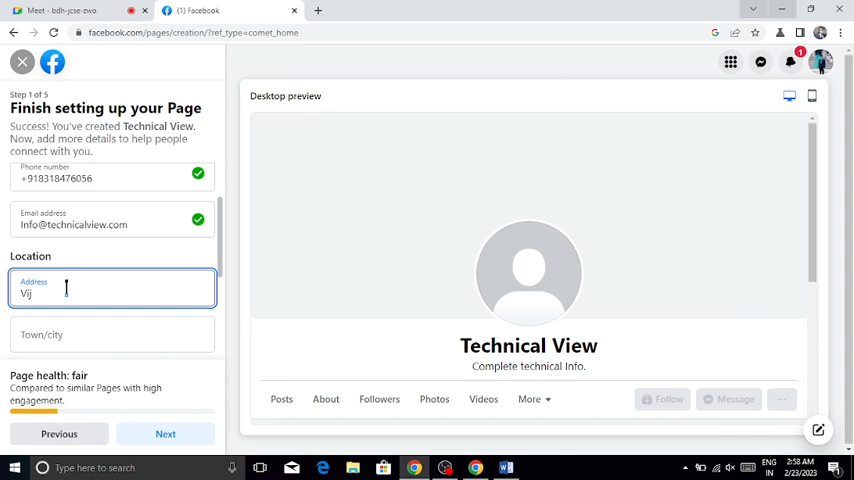 Meet - bdh-jcse-zwo
(1) Facebook
facebook.com/pages/creation/?ref_type=comet_home
1
Step 1 of 5
Finish setting up your Page
Success! You've created Technical View.
Now, add more details to help people
connect with you.
Phone number
+918318476056
Email address
Info@technicalview.com
Location
Address
Vij
Town/city
Page health: fair
Compared to similar Pages with high
engagement.
Previous
Next
Desktop preview
Technical View
Complete technical Info.
Posts
About
Followers
Photos
Videos
More
Follow
Message
Type here to search
ENG
IN
2:58 AM
2/23/2023
1